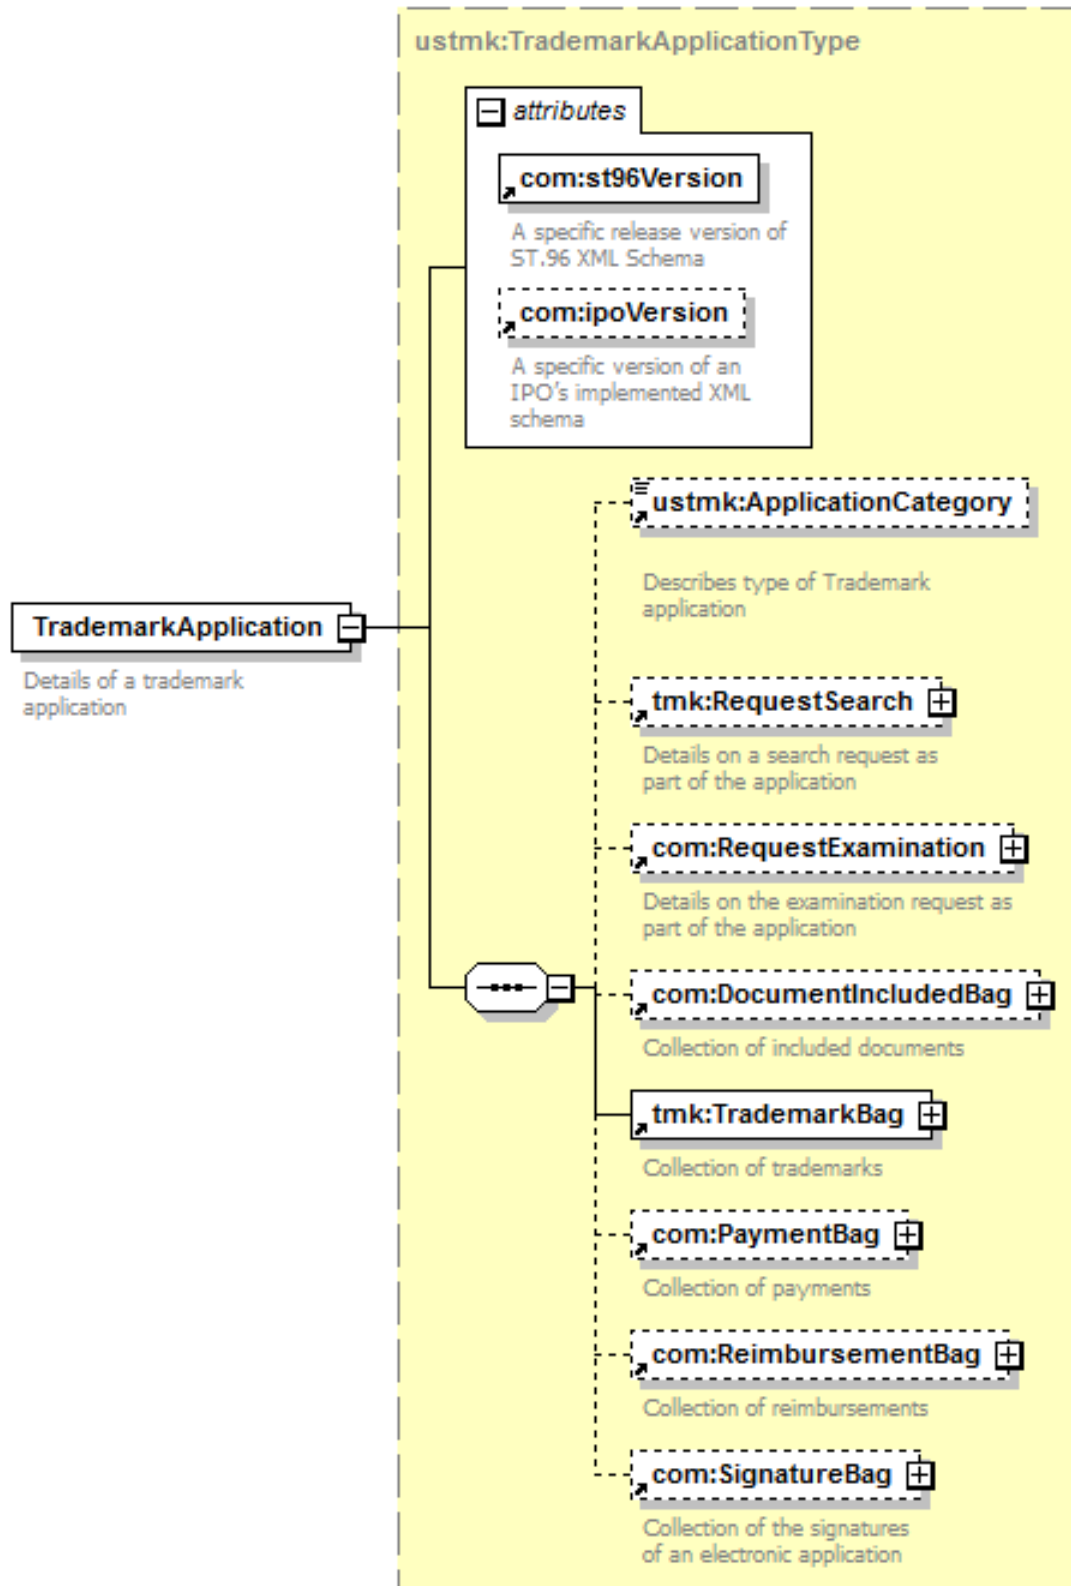 ustmk:TrademarkApplicationType
attributes
com:st96Version
A specific release version of
ST.96 XML Schema
com:ipoVersion
A specific version of an
IPO's implemented XML
schema
ustmk:ApplicationCategory
Describes type of Trademark
application
TrademarkApplication
Details of a trademark
application
tmk:RequestSearch
Details on a search request as
part of the application
com:RequestExamination
Details on the examination request as
part of the application
com:DocumentIncludedBag
Collection of included documents
tmk:TrademarkBag
Collection of trademarks
com:PaymentBag
Collection of payments
com:ReimbursementBag
Collection of reimbursements
com:SignatureBag
Collection of the signatures
of an electronic application